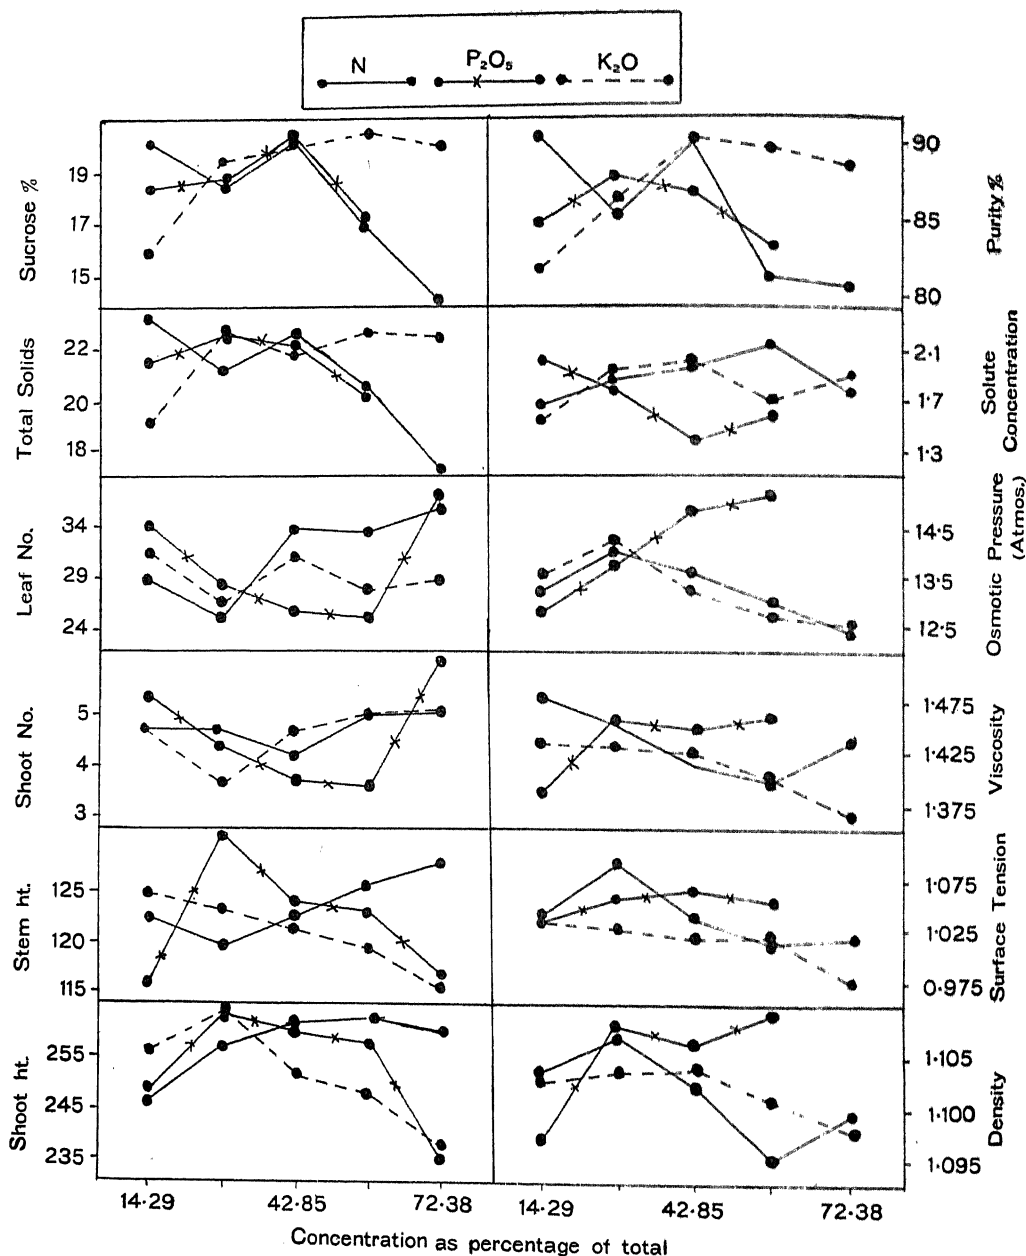 N P₂O₅ K₂O
Sucrose %
19
17
15
Purity %
90
85
80
Total Solids
22
20
18
Solute
Concentration
2·1
1·7
1·3
Leaf No.
34
29
24
Osmotic Pressure
(Atmos.)
14·5
13·5
12·5
Shoot No.
5
4
3
Viscosity
1·475
1·425
1·375
Stem ht.
125
120
115
Surface Tension
1·075
1·025
0·975
Shoot ht.
255
245
235
Density
1·105
1·100
1·095
14·29 42·85 72·38 14·29 42·85 72·38
Concentration as percentage of total